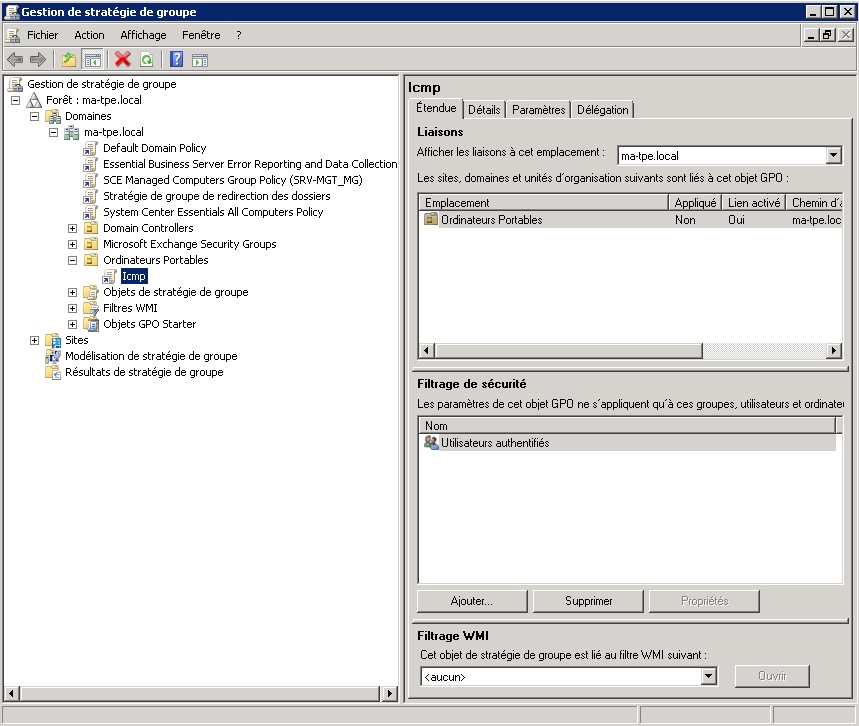 Gestion de stratégie de groupe
Fichier Action Affichage Fenêtre ?
Gestion de stratégie de groupe
Forêt : ma-tpe.local
Domaines
ma-tpe.local
Default Domain Policy
Essential Business Server Error Reporting and Data Collection
SCE Managed Computers Group Policy (SRV-MGT_MG)
Stratégie de groupe de redirection des dossiers
System Center Essentials All Computers Policy
Domain Controllers
Microsoft Exchange Security Groups
Ordinateurs Portables
Icmp
Objets de stratégie de groupe
Filtres WMI
Objets GPO Starter
Sites
Modélisation de stratégie de groupe
Résultats de stratégie de groupe
Icmp
Étendue Détails Paramètres Délégation
Liaisons
Afficher les liaisons à cet emplacement : ma-tpe.local
Les sites, domaines et unités d'organisation suivants sont liés à cet objet GPO :
Emplacement Appliqué Lien activé Chemin d'a
Ordinateurs Portables Non Oui ma-tpe.loc
Filtrage de sécurité
Les paramètres de cet objet GPO ne s'appliquent qu'à ces groupes, utilisateurs et ordinate
Nom
Utilisateurs authentifiés
Ajouter... Supprimer Propriétés
Filtrage WMI
Cet objet de stratégie de groupe est lié au filtre WMI suivant :
<aucun> Ouvrir